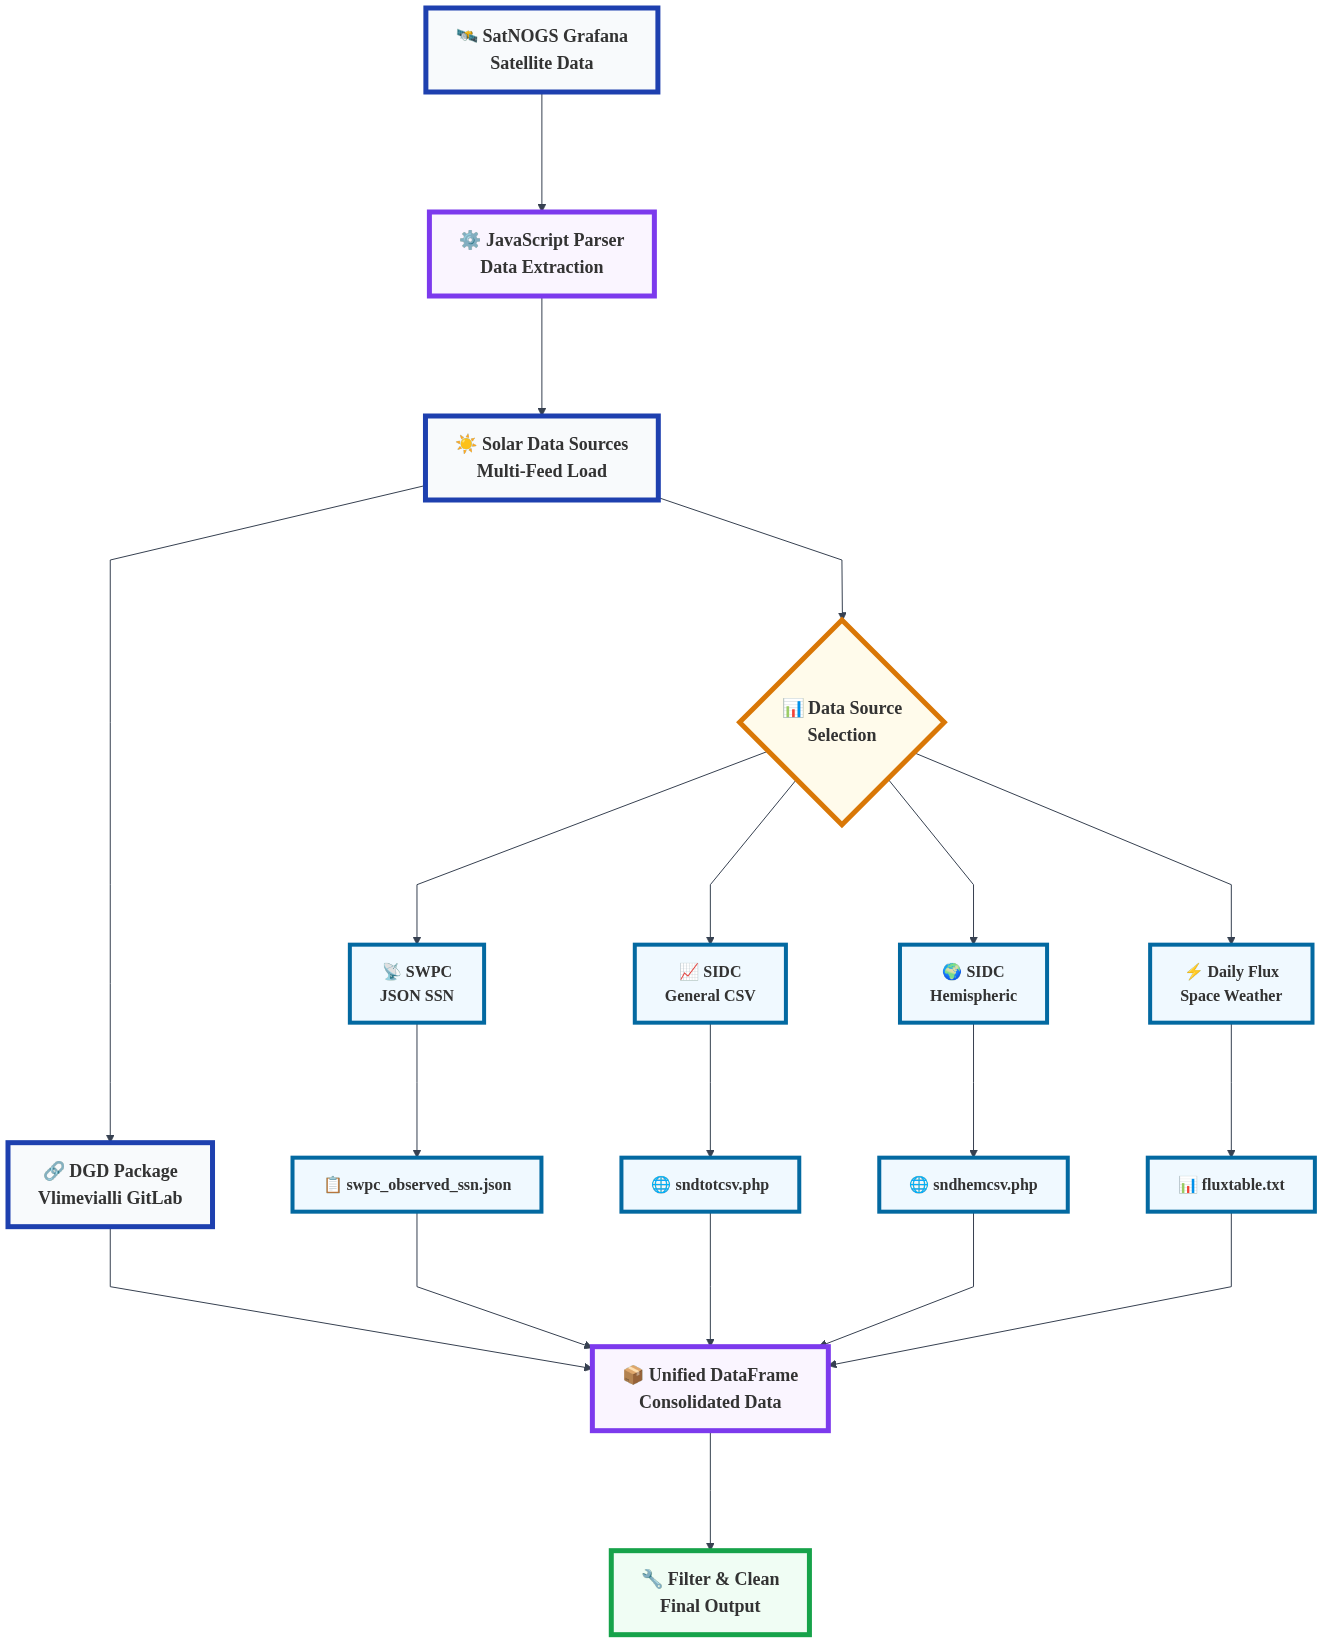 🛰️ SatNOGS Grafana
Satellite Data
⚙️ JavaScript Parser
Data Extraction
☀️ Solar Data Sources
Multi-Feed Load
📊 Data Source
Selection
📡 SWPC
JSON SSN
📈 SIDC
General CSV
🌍 SIDC
Hemispheric
⚡ Daily Flux
Space Weather
🔗 DGD Package
Vlimevialli GitLab
📋 swpc_observed_ssn.json
🌐 sndtotcsv.php
🌐 sndhemcsv.php
📊 fluxtable.txt
📦 Unified DataFrame
Consolidated Data
🔧 Filter & Clean
Final Output